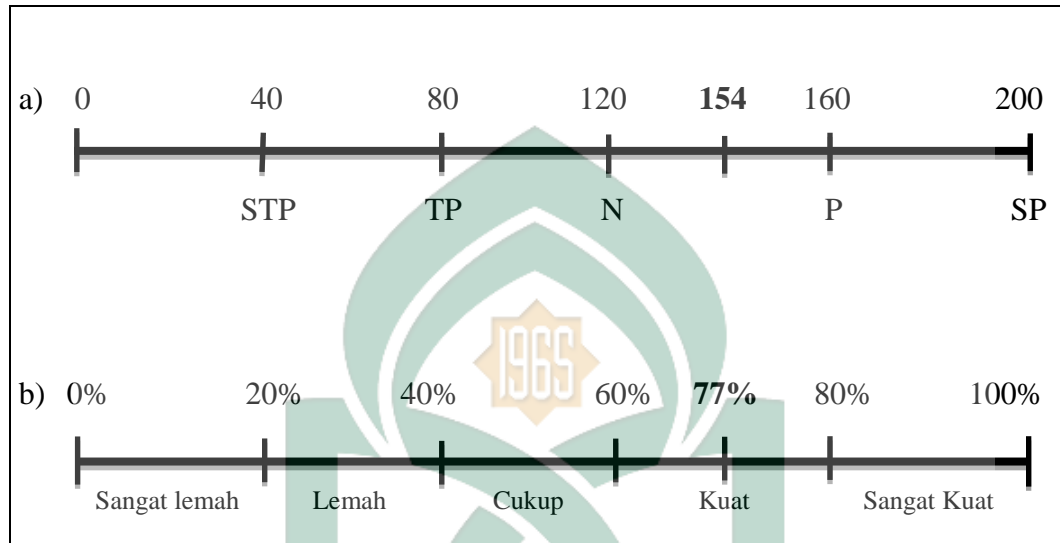 a) 0 40 80 120 154 160 200
STP TP N P SP
1965
b) 0% 20% 40% 60% 77% 80% 100%
Sangat lemah Lemah Cukup Kuat Sangat Kuat